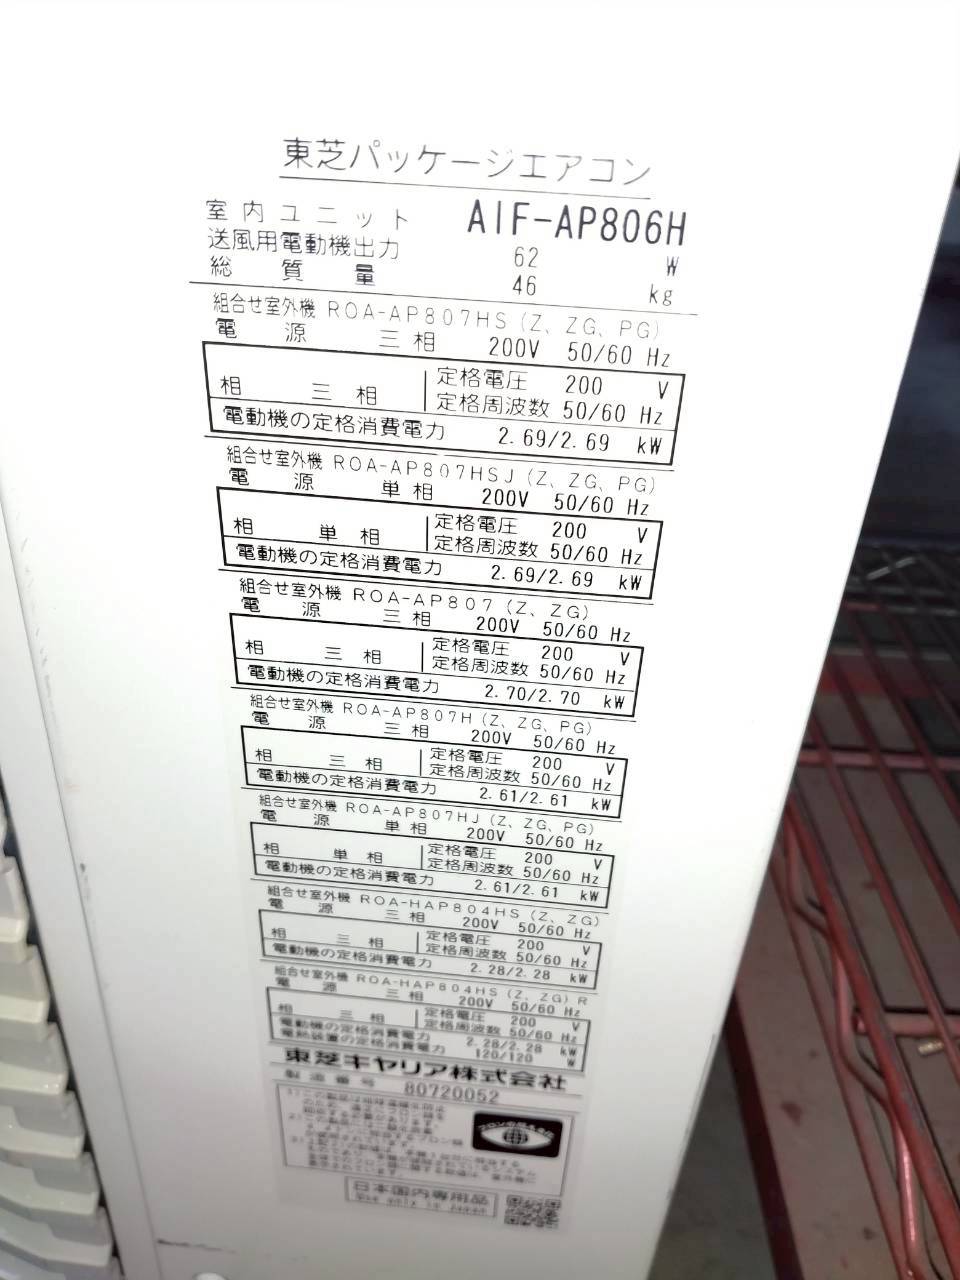 東芝パッケージエアコン
室内ユニット AIF-AP806H
送風用電動機出力 62 W
総質量 46 kg
組合せ室外機 ROA-AP807HS (Z、ZG、PG)
電源 三相 200V 50/60 Hz
相 三相 定格電圧 200 V
定格周波数 50/60 Hz
電動機の定格消費電力 2.69/2.69 kW
組合せ室外機 ROA-AP807HSJ (Z、ZG、PG)
電源 単相 200V 50/60 Hz
相 単相 定格電圧 200 V
定格周波数 50/60 Hz
電動機の定格消費電力 2.69/2.69 kW
組合せ室外機 ROA-AP807 (Z、ZG)
電源 三相 200V 50/60 Hz
相 三相 定格電圧 200 V
定格周波数 50/60 Hz
電動機の定格消費電力 2.70/2.70 kW
組合せ室外機 ROA-AP807H (Z、ZG、PG)
電源 三相 200V 50/60 Hz
相 三相 定格電圧 200 V
定格周波数 50/60 Hz
電動機の定格消費電力 2.61/2.61 kW
組合せ室外機 ROA-AP807HJ (Z、ZG、PG)
電源 単相 200V 50/60 Hz
相 単相 定格電圧 200 V
定格周波数 50/60 Hz
電動機の定格消費電力 2.61/2.61 kW
組合せ室外機 ROA-HAP804HS (Z、ZG)
電源 三相 200V 50/60 Hz
相 三相 定格電圧 200 V
定格周波数 50/60 Hz
電動機の定格消費電力 2.28/2.28 kW
組合せ室外機 ROA-HAP804HS (Z、ZG) R
電源 三相 200V 50/60 Hz
相 三相 定格電圧 200 V
定格周波数 50/60 Hz
電動機の定格消費電力 2.28/2.28 kW
電熱装置の定格消費電力 120/120 W
東芝キヤリア株式会社
製造番号 80720052
日本国内専用品
Use only in Japan